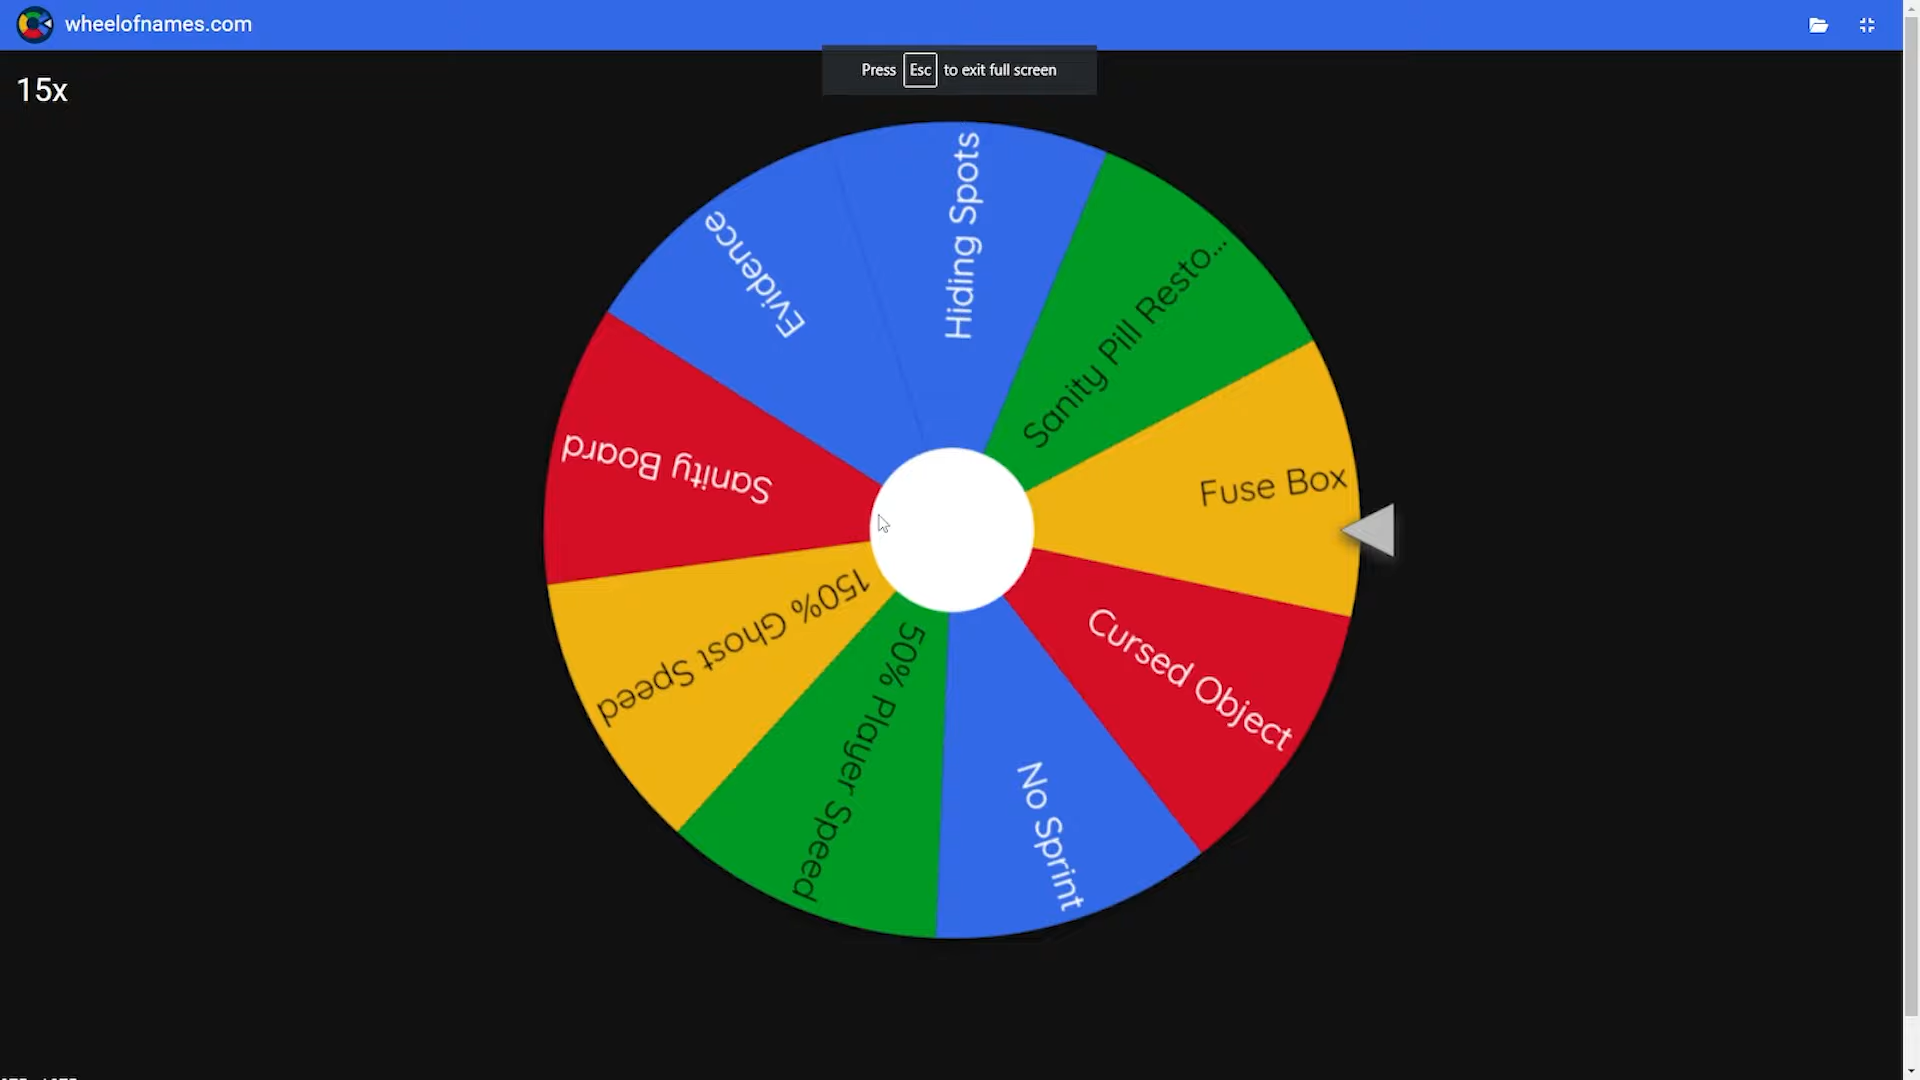 wheelofnames.com
Press Esc to exit full screen
15x
Hiding Spots
Evidence
Sanity Pill Resto...
Fuse Box
Sanity Board
Cursed Object
150% Ghost Speed
50% Player Speed
No Sprint